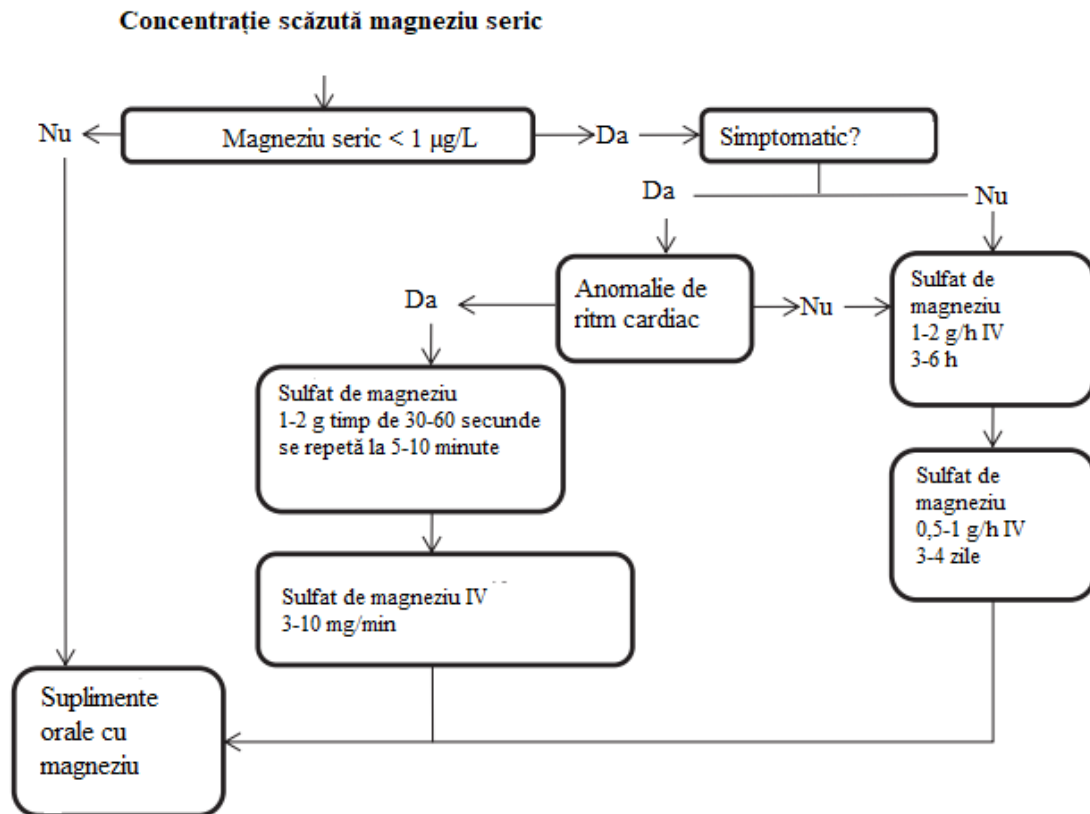 Concentrație scăzută magneziu seric
Nu
Magneziu seric < 1 μg/L
Da
Simptomatic?
Da
Nu
Da
Anomalie de
ritm cardiac
Nu
Sulfat de
magneziu
1-2 g/h IV
3-6 h
Sulfat de magneziu
1-2 g timp de 30-60 secunde
se repetă la 5-10 minute
Sulfat de
magneziu
0,5-1 g/h IV
3-4 zile
Sulfat de magneziu IV
3-10 mg/min
Suplimente
orale cu
magneziu